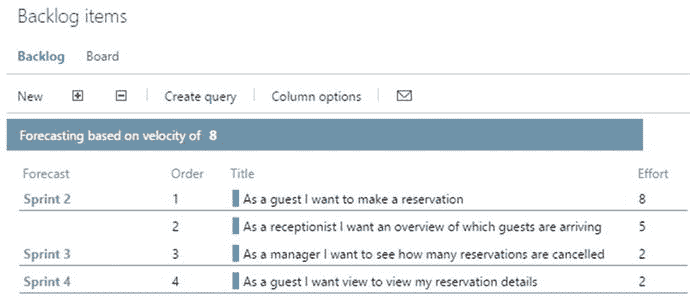 Backlog items
Backlog Board
New Create query Column options
Forecasting based on velocity of 8
Forecast Order Title Effort
Sprint 2 1 As a guest I want to make a reservation 8
2 As a receptionist I want an overview of which guests are arriving 5
Sprint 3 3 As a manager I want to see how many reservations are cancelled 2
Sprint 4 4 As a guest I want view to view my reservation details 2